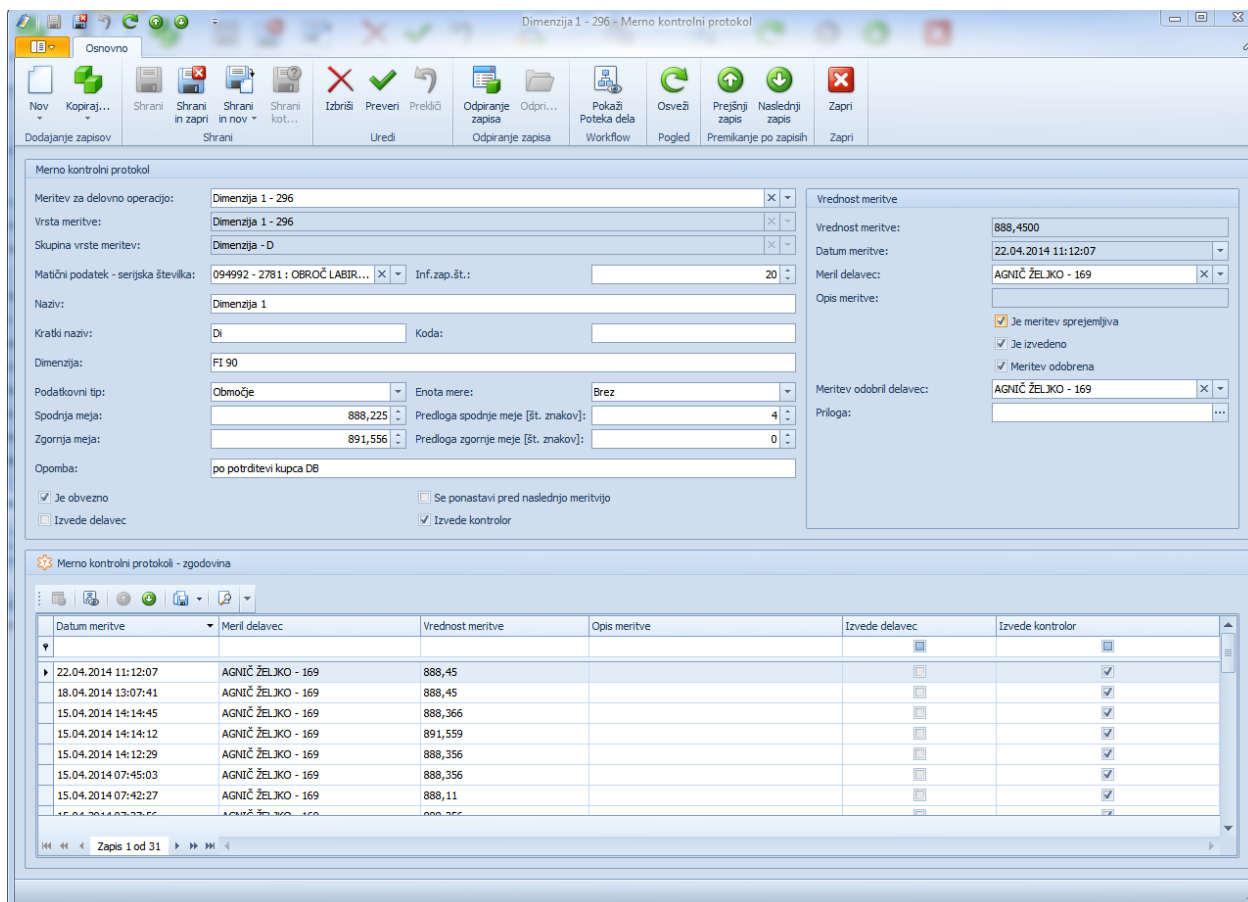 Dimenzija 1 - 296 - Merno kontrolni protokol
Osnovno
Nov Kopiraj... Shrani Shrani in zapri Shrani in nov Shrani kot... Izbriši Preveri Prekliči Odpiranje zapisa Odpri... Pokaži Poteka dela Osveži Prejšnji zapis Naslednji zapis Zapri
Dodajanje zapisov Shrani Uredi Odpiranje zapisa Workflow Pogled Premikanje po zapisih Zapri
Merno kontrolni protokol
Meritev za delovno operacijo: Dimenzija 1 - 296
Vrsta meritve: Dimenzija 1 - 296
Skupina vrste meritev: Dimenzija - D
Matični podatek - serijska številka: 094992 - 2781 : OBROČ LABIR... Inf.zap.št.: 20
Naziv: Dimenzija 1
Kratki naziv: Di Koda:
Dimenzija: FI 90
Podatkovni tip: Območje Enota mere: Brez
Spodnja meja: 888,225 Predloga spodnje meje [št. znakov]: 4
Zgornja meja: 891,556 Predloga zgornje meje [št. znakov]: 0
Opomba: po potrditevi kupca DB
Je obvezno Se ponastavi pred naslednjo meritvijo
Izvede delavec Izvede kontrolor
Vrednost meritve
Vrednost meritve: 888,4500
Datum meritve: 22.04.2014 11:12:07
Meril delavec: AGNIČ ŽELJKO - 169
Opis meritve:
Je meritev sprejemljiva
Je izvedeno
Meritev odobrena
Meritev odobril delavec: AGNIČ ŽELJKO - 169
Priloga:
Merno kontrolni protokoli - zgodovina
Datum meritve Meril delavec Vrednost meritve Opis meritve Izvede delavec Izvede kontrolor
22.04.2014 11:12:07 AGNIČ ŽELJKO - 169 888,45
18.04.2014 13:07:41 AGNIČ ŽELJKO - 169 888,45
15.04.2014 14:14:45 AGNIČ ŽELJKO - 169 888,366
15.04.2014 14:14:12 AGNIČ ŽELJKO - 169 891,559
15.04.2014 14:12:29 AGNIČ ŽELJKO - 169 888,356
15.04.2014 07:45:03 AGNIČ ŽELJKO - 169 888,356
15.04.2014 07:42:27 AGNIČ ŽELJKO - 169 888,11
Zapis 1 od 31